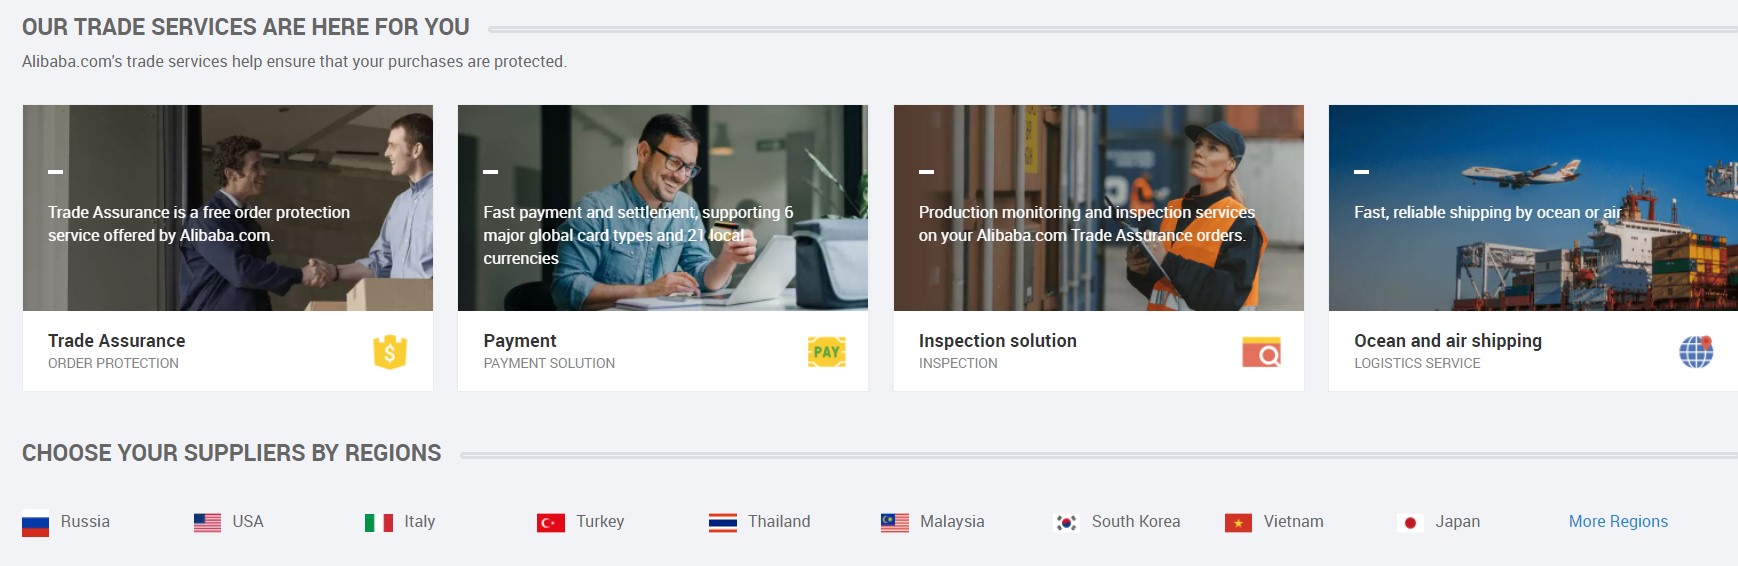 OUR TRADE SERVICES ARE HERE FOR YOU
Alibaba.com's trade services help ensure that your purchases are protected.
Trade Assurance is a free order protection
service offered by Alibaba.com.
Trade Assurance
ORDER PROTECTION
Fast payment and settlement, supporting 6
major global card types and 21 local
currencies
Payment
PAYMENT SOLUTION
PAY
Production monitoring and inspection services
on your Alibaba.com Trade Assurance orders.
Inspection solution
INSPECTION
Fast, reliable shipping by ocean or air
Ocean and air shipping
LOGISTICS SERVICE
CHOOSE YOUR SUPPLIERS BY REGIONS
Russia
USA
Italy
Turkey
Thailand
Malaysia
South Korea
Vietnam
Japan
More Regions